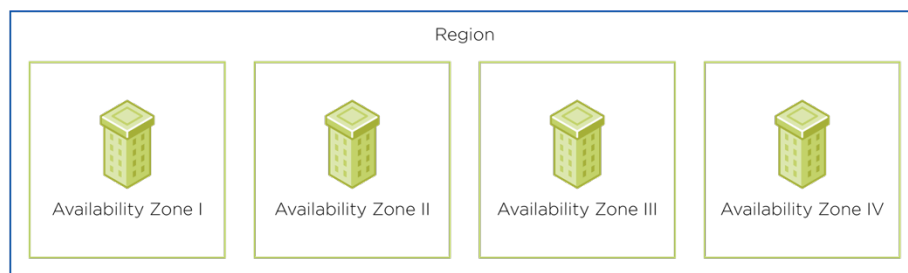 Region
Availability Zone I
Availability Zone II
Availability Zone III
Availability Zone IV